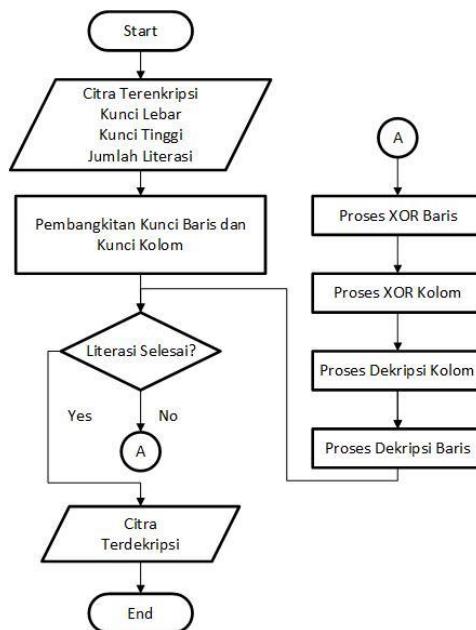 Start
Citra Terenkripsi
Kunci Lebar
Kunci Tinggi
Jumlah Literasi
Pembangkitan Kunci Baris dan
Kunci Kolom
Literasi Selesai?
Yes
No
A
Citra
Terdekripsi
End
A
Proses XOR Baris
Proses XOR Kolom
Proses Dekripsi Kolom
Proses Dekripsi Baris